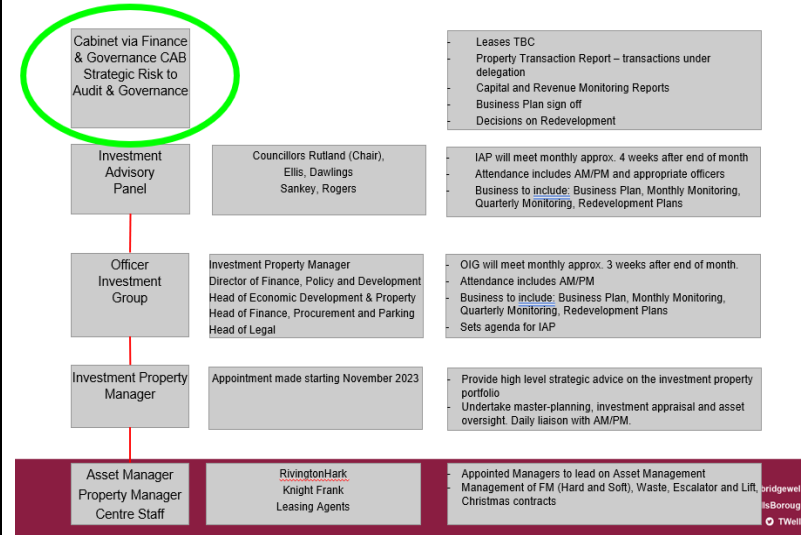 Cabinet via Finance
& Governance CAB
Strategic Risk to
Audit & Governance
- Leases TBC
- Property Transaction Report – transactions under
delegation
- Capital and Revenue Monitoring Reports
- Business Plan sign off
- Decisions on Redevelopment
Investment
Advisory
Panel
Councillors Rutland (Chair),
Ellis, Dawlings
Sankey, Rogers
- IAP will meet monthly approx. 4 weeks after end of month
- Attendance includes AM/PM and appropriate officers
- Business to include: Business Plan, Monthly Monitoring,
Quarterly Monitoring, Redevelopment Plans
Officer
Investment
Group
Investment Property Manager
Director of Finance, Policy and Development
Head of Economic Development & Property
Head of Finance, Procurement and Parking
Head of Legal
- OIG will meet monthly approx. 3 weeks after end of month.
- Attendance includes AM/PM
- Business to include: Business Plan, Monthly Monitoring,
Quarterly Monitoring, Redevelopment Plans
- Sets agenda for IAP
Investment Property
Manager
Appointment made starting November 2023
- Provide high level strategic advice on the investment property
portfolio
- Undertake master-planning, investment appraisal and asset
oversight. Daily liaison with AM/PM.
Asset Manager
Property Manager
Centre Staff
RivingtonHark
Knight Frank
Leasing Agents
- Appointed Managers to lead on Asset Management
- Management of FM (Hard and Soft), Waste, Escalator and Lift,
Christmas contracts
bridgewel
lsBoroug
TWell